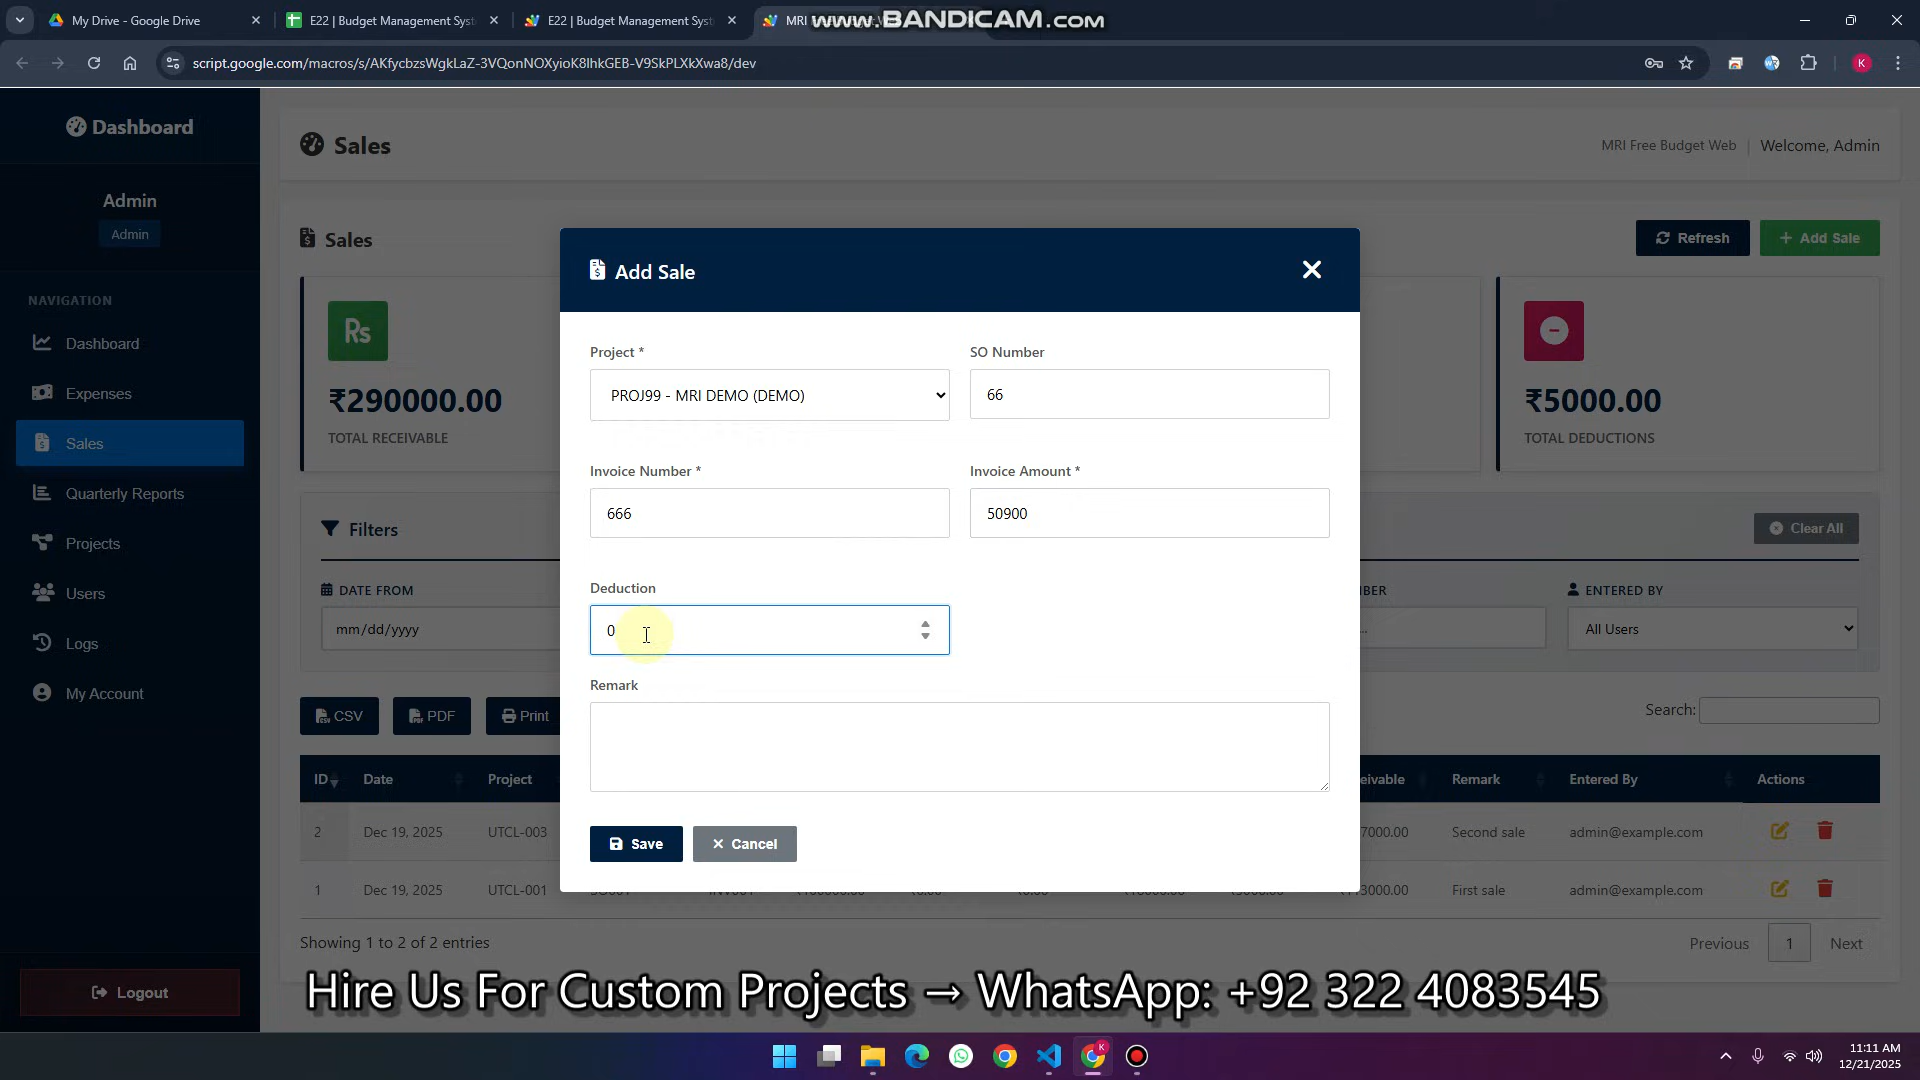 My Drive - Google Drive
E22 | Budget Management Syst
E22 | Budget Management Syst
MRI
www.BANDICAM.com
script.google.com/macros/s/AKfycbzsWgkLaZ-3VQonNOXyioK8lhkGEB-V9SkPLXkXwa8/dev
K
Dashboard
Sales
MRI Free Budget Web
Welcome, Admin
Admin
Admin
Sales
Refresh
+ Add Sale
NAVIGATION
Dashboard
Expenses
Sales
Quarterly Reports
Projects
Users
Logs
My Account
Logout
Rs
₹290000.00
TOTAL RECEIVABLE
₹5000.00
TOTAL DEDUCTIONS
Add Sale
Project *
SO Number
PROJ99 - MRI DEMO (DEMO)
66
Invoice Number *
Invoice Amount *
666
50900
Deduction
0
Remark
Save
Cancel
Filters
Clear All
DATE FROM
BER
ENTERED BY
mm/dd/yyyy
...
All Users
CSV
PDF
Print
Search:
ID
Date
Project
eivable
Remark
Entered By
Actions
2
Dec 19, 2025
UTCL-003
7000.00
Second sale
admin@example.com
1
Dec 19, 2025
UTCL-001
3000.00
First sale
admin@example.com
Showing 1 to 2 of 2 entries
Previous
1
Next
Hire Us For Custom Projects → WhatsApp: +92 322 4083545
K
11:11 AM
12/21/2025